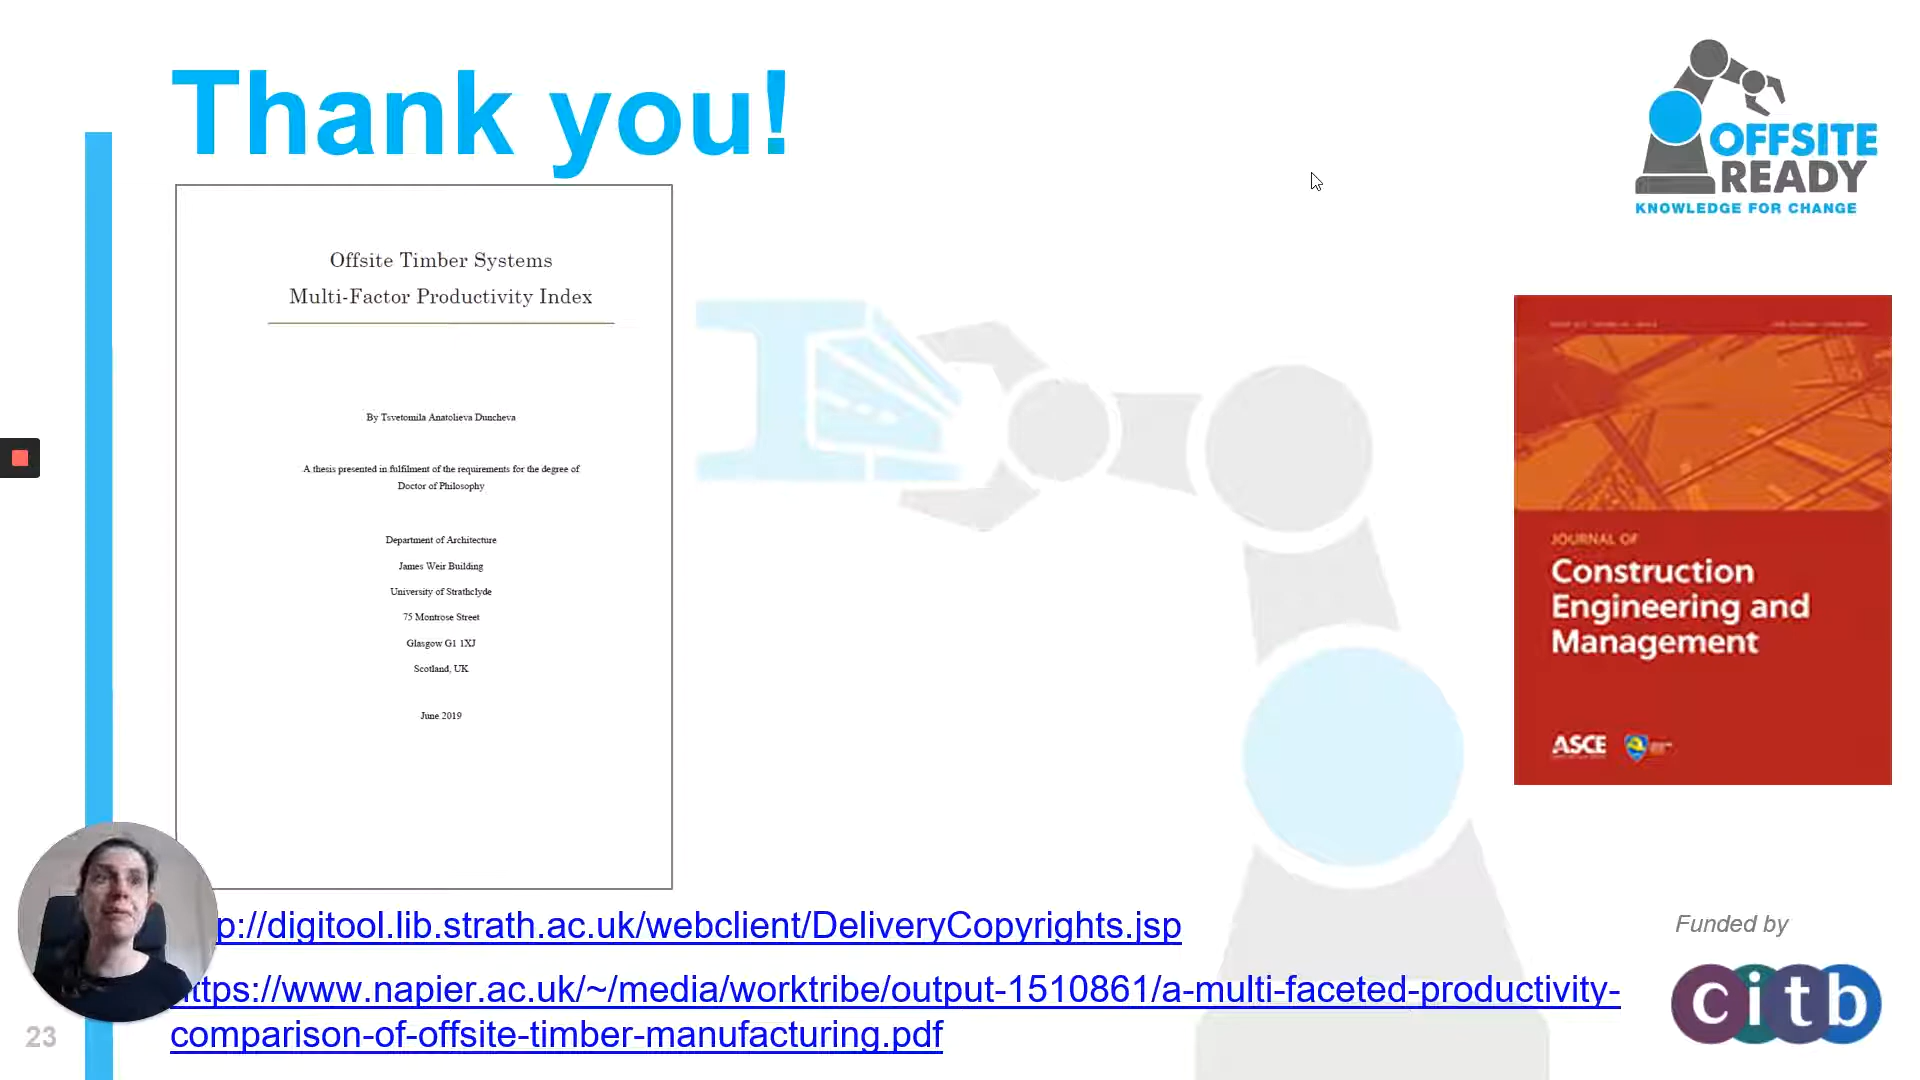 Thank you!
OFFSITE
READY
KNOWLEDGE FOR CHANGE
Offsite Timber Systems
Multi-Factor Productivity Index
By Tsvetomila Anatolieva Duncheva
A thesis presented in fulfilment of the requirements for the degree of
Doctor of Philosophy
Department of Architecture
James Weir Building
University of Strathclyde
75 Montrose Street
Glasgow G1 1XJ
Scotland, UK
June 2019
JOURNAL OF
Construction
Engineering and
Management
ASCE
p://digitool.lib.strath.ac.uk/webclient/DeliveryCopyrights.jsp
ttps://www.napier.ac.uk/~/media/worktribe/output-1510861/a-multi-faceted-productivity-
comparison-of-offsite-timber-manufacturing.pdf
Funded by
citb
23